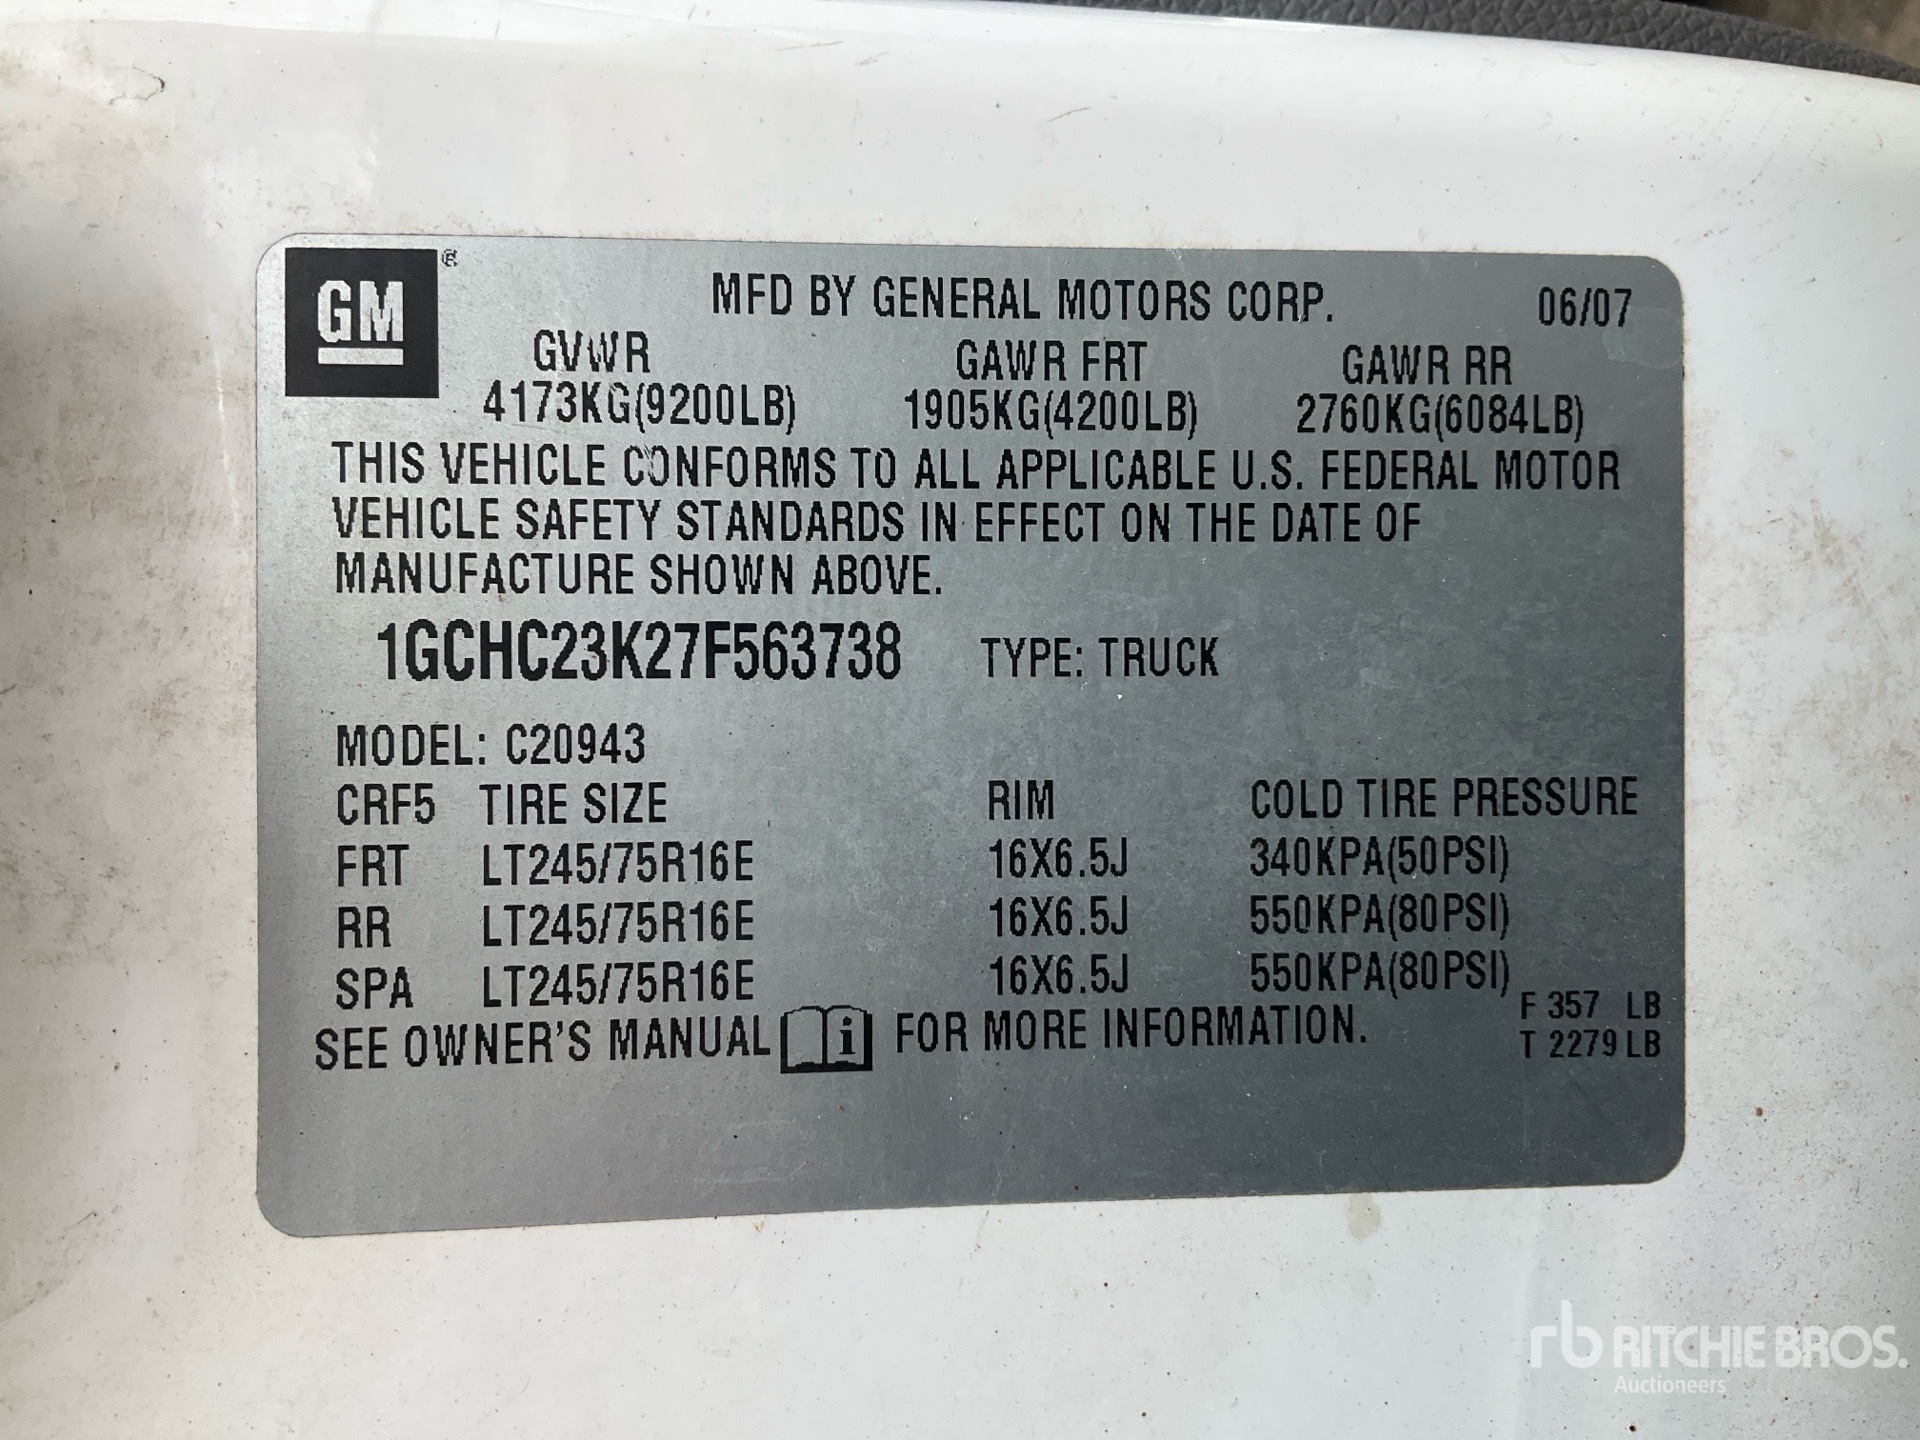 GM ®
MFD BY GENERAL MOTORS CORP. 06/07
GVWR GAWR FRT GAWR RR
4173KG(9200LB) 1905KG(4200LB) 2760KG(6084LB)
THIS VEHICLE CONFORMS TO ALL APPLICABLE U.S. FEDERAL MOTOR
VEHICLE SAFETY STANDARDS IN EFFECT ON THE DATE OF
MANUFACTURE SHOWN ABOVE.
1GCHC23K27F563738 TYPE: TRUCK
MODEL: C20943
CRF5 TIRE SIZE RIM COLD TIRE PRESSURE
FRT LT245/75R16E 16X6.5J 340KPA(50PSI)
RR LT245/75R16E 16X6.5J 550KPA(80PSI)
SPA LT245/75R16E 16X6.5J 550KPA(80PSI)
SEE OWNER'S MANUAL i FOR MORE INFORMATION.
F 357 LB
T 2279 LB
rb RITCHIE BROS.
Auctioneers